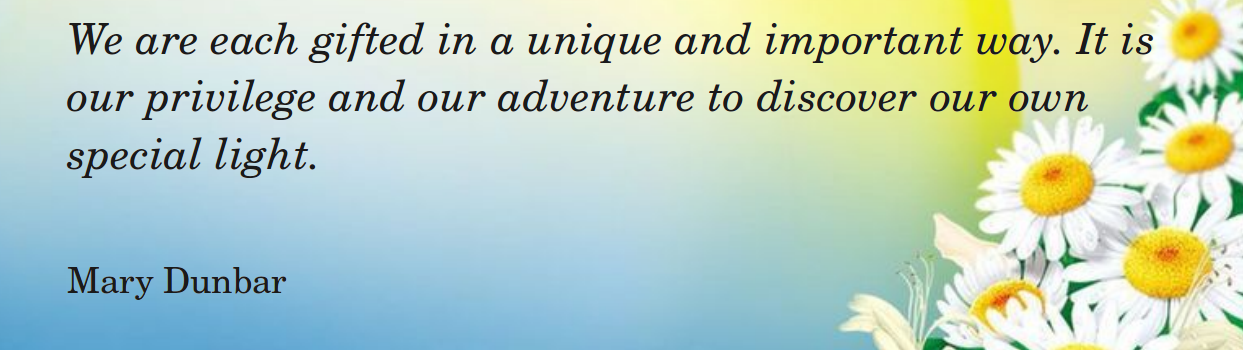 We are each gifted in a unique and important way. It is
our privilege and our adventure to discover our own
special light.
Mary Dunbar